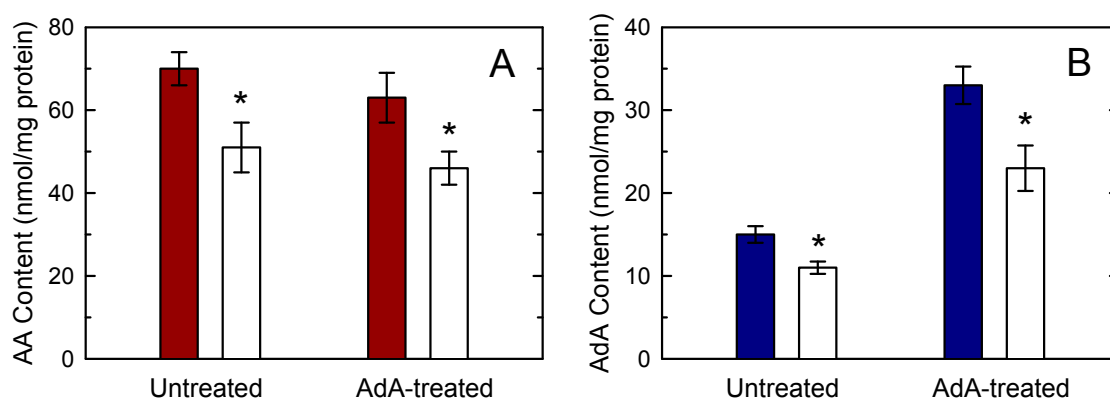 AA Content (nmol/mg protein)
80
60
40
20
0
A
*
*
Untreated
AdA-treated
AdA Content (nmol/mg protein)
40
30
20
10
0
B
*
*
Untreated
AdA-treated